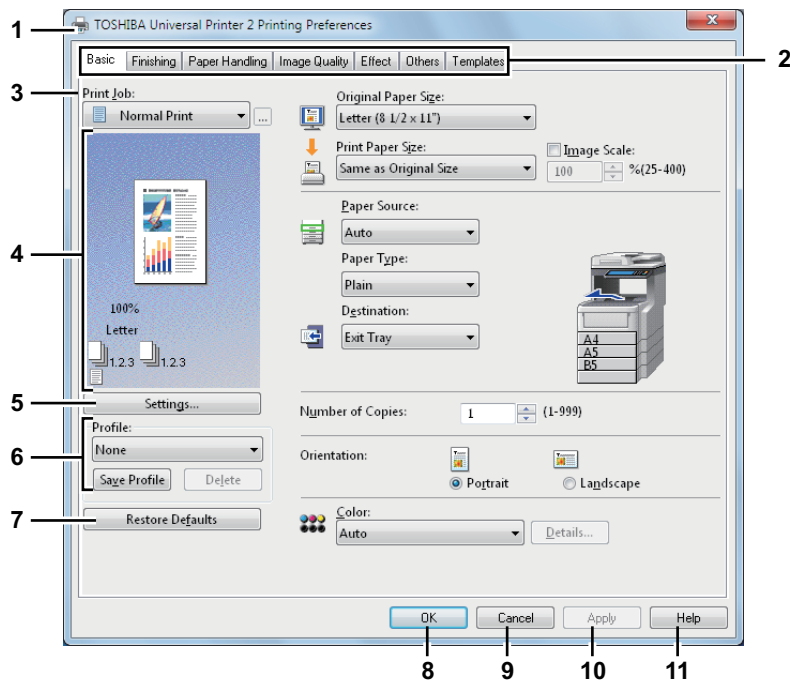 1
TOSHIBA Universal Printer 2 Printing Preferences
Basic Finishing Paper Handling Image Quality Effect Others Templates
2
3
Print Job:
Normal Print
...
4
100%
Letter
1.2.3 1.2.3
5
Settings...
6
Profile:
None
Save Profile Delete
7
Restore Defaults
Original Paper Size:
Letter (8 1/2 x 11")
Print Paper Size:
Same as Original Size
Image Scale:
100 %(25-400)
Paper Source:
Auto
Paper Type:
Plain
Destination:
Exit Tray
A4
A5
B5
Number of Copies: 1 (1-999)
Orientation:
Portrait Landscape
Color:
Auto Details...
OK Cancel Apply Help
8 9 10 11